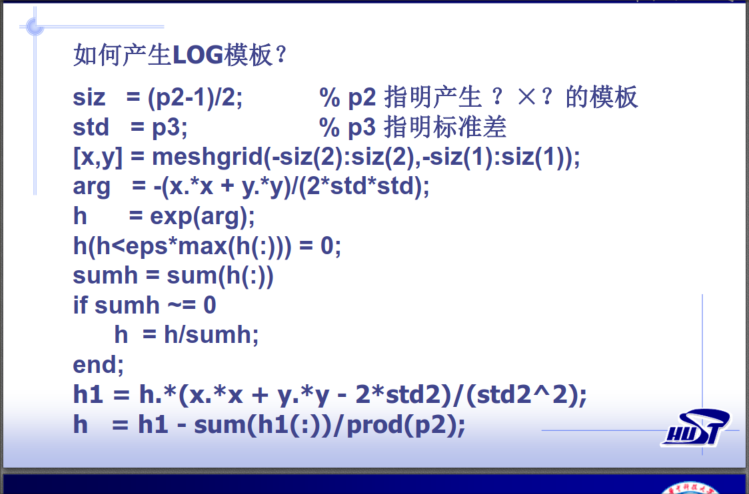 如何产生LOG模板？
siz = (p2-1)/2; % p2 指明产生 ？×？的模板
std = p3; % p3 指明标准差
[x,y] = meshgrid(-siz(2):siz(2),-siz(1):siz(1));
arg = -(x.*x + y.*y)/(2*std*std);
h = exp(arg);
h(h<eps*max(h(:))) = 0;
sumh = sum(h(:))
if sumh ~= 0
h = h/sumh;
end;
h1 = h.*(x.*x + y.*y - 2*std2)/(std2^2);
h = h1 - sum(h1(:))/prod(p2);
HUST